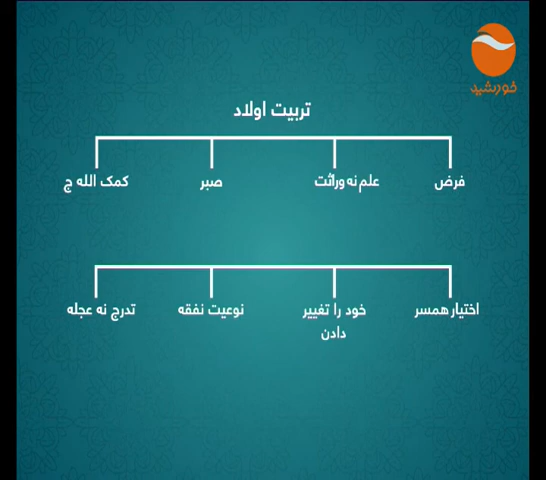 خورشید
تربیت اولاد
فرض
علم نه وراثت
صبر
کمک الله ج
اختیار همسر
خود را تغییر
دادن
نوعیت نفقه
تدرج نه عجله